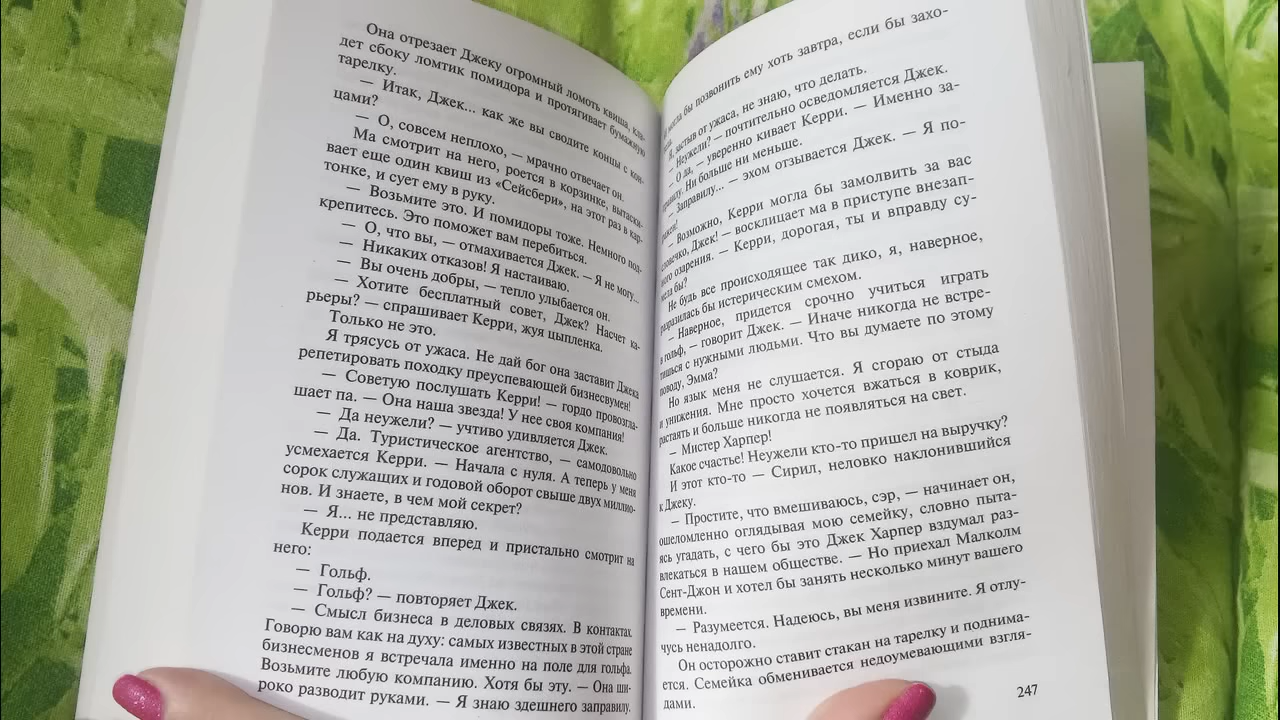 Она отрезает Джеку огромный ломоть квиша, кла-
дет сбоку ломтик помидора и протягивает бумажную
тарелку.
— Итак, Джек... как же вы сводите концы с кон-
цами?
— О, совсем неплохо, — мрачно отвечает он.
Ма смотрит на него, роется в корзинке, вытаски-
вает еще один квиш из «Сейсбери», на этот раз в кар-
тонке, и сует ему в руку.
— Возьмите это. И помидоры тоже. Немного под-
крепитесь. Это поможет вам перебиться.
— О, что вы, — отмахивается Джек. — Я не могу...
— Никаких отказов! Я настаиваю.
— Вы очень добры, — тепло улыбается он.
— Хотите бесплатный совет, Джек? Насчет ка-
рьеры? — спрашивает Керри, жуя цыпленка.
Только не это.
Я трясусь от ужаса. Не дай бог она заставит Джека
репетировать походку преуспевающей бизнесвумен!
— Советую послушать Керри! — гордо провозгла-
шает па. — Она наша звезда! У нее своя компания!
— Да неужели? — учтиво удивляется Джек.
— Да. Туристическое агентство, — самодовольно
усмехается Керри. — Начала с нуля. А теперь у меня
сорок служащих и годовой оборот свыше двух миллио-
нов. И знаете, в чем мой секрет?
— Я... не представляю.
Керри подается вперед и пристально смотрит на
него:
— Гольф.
— Гольф? — повторяет Джек.
— Смысл бизнеса в деловых связях. В контактах.
Говорю вам как на духу: самых известных в этой стране
бизнесменов я встречала именно на поле для гольфа.
Возьмите любую компанию. Хотя бы эту. — Она ши-
роко разводит руками. — Я знаю здешнего заправилу.
могла бы позвонить ему хоть завтра, если бы захо-
Я, застыв от ужаса, не знаю, что делать.
— Неужели? — почтительно осведомляется Джек.
— О да, — уверенно кивает Керри. — Именно за-
правилу. Ни больше ни меньше.
— Заправилу... — эхом отзывается Джек. — Я по-
— Возможно, Керри могла бы замолвить за вас
словечко, Джек! — восклицает ма в приступе внезап-
ного озарения. — Керри, дорогая, ты и вправду су-
мела бы?
Не будь все происходящее так дико, я, наверное,
разразилась бы истерическим смехом.
— Наверное, придется срочно учиться играть
в гольф, — говорит Джек. — Иначе никогда не встре-
тишься с нужными людьми. Что вы думаете по этому
поводу, Эмма?
Но язык меня не слушается. Я сгораю от стыда
и унижения. Мне просто хочется вжаться в коврик,
растаять и больше никогда не появляться на свет.
— Мистер Харпер!
Какое счастье! Неужели кто-то пришел на выручку?
И этот кто-то — Сирил, неловко наклонившийся
к Джеку.
— Простите, что вмешиваюсь, сэр, — начинает он,
ошеломленно оглядывая мою семейку, словно пыта-
ясь угадать, с чего бы это Джек Харпер вздумал раз-
влекаться в нашем обществе. — Но приехал Малколм
Сент-Джон и хотел бы занять несколько минут вашего
времени.
— Разумеется. Надеюсь, вы меня извините. Я отлу-
чусь ненадолго.
Он осторожно ставит стакан на тарелку и поднима-
ется. Семейка обменивается недоумевающими взгля-
дами.
247